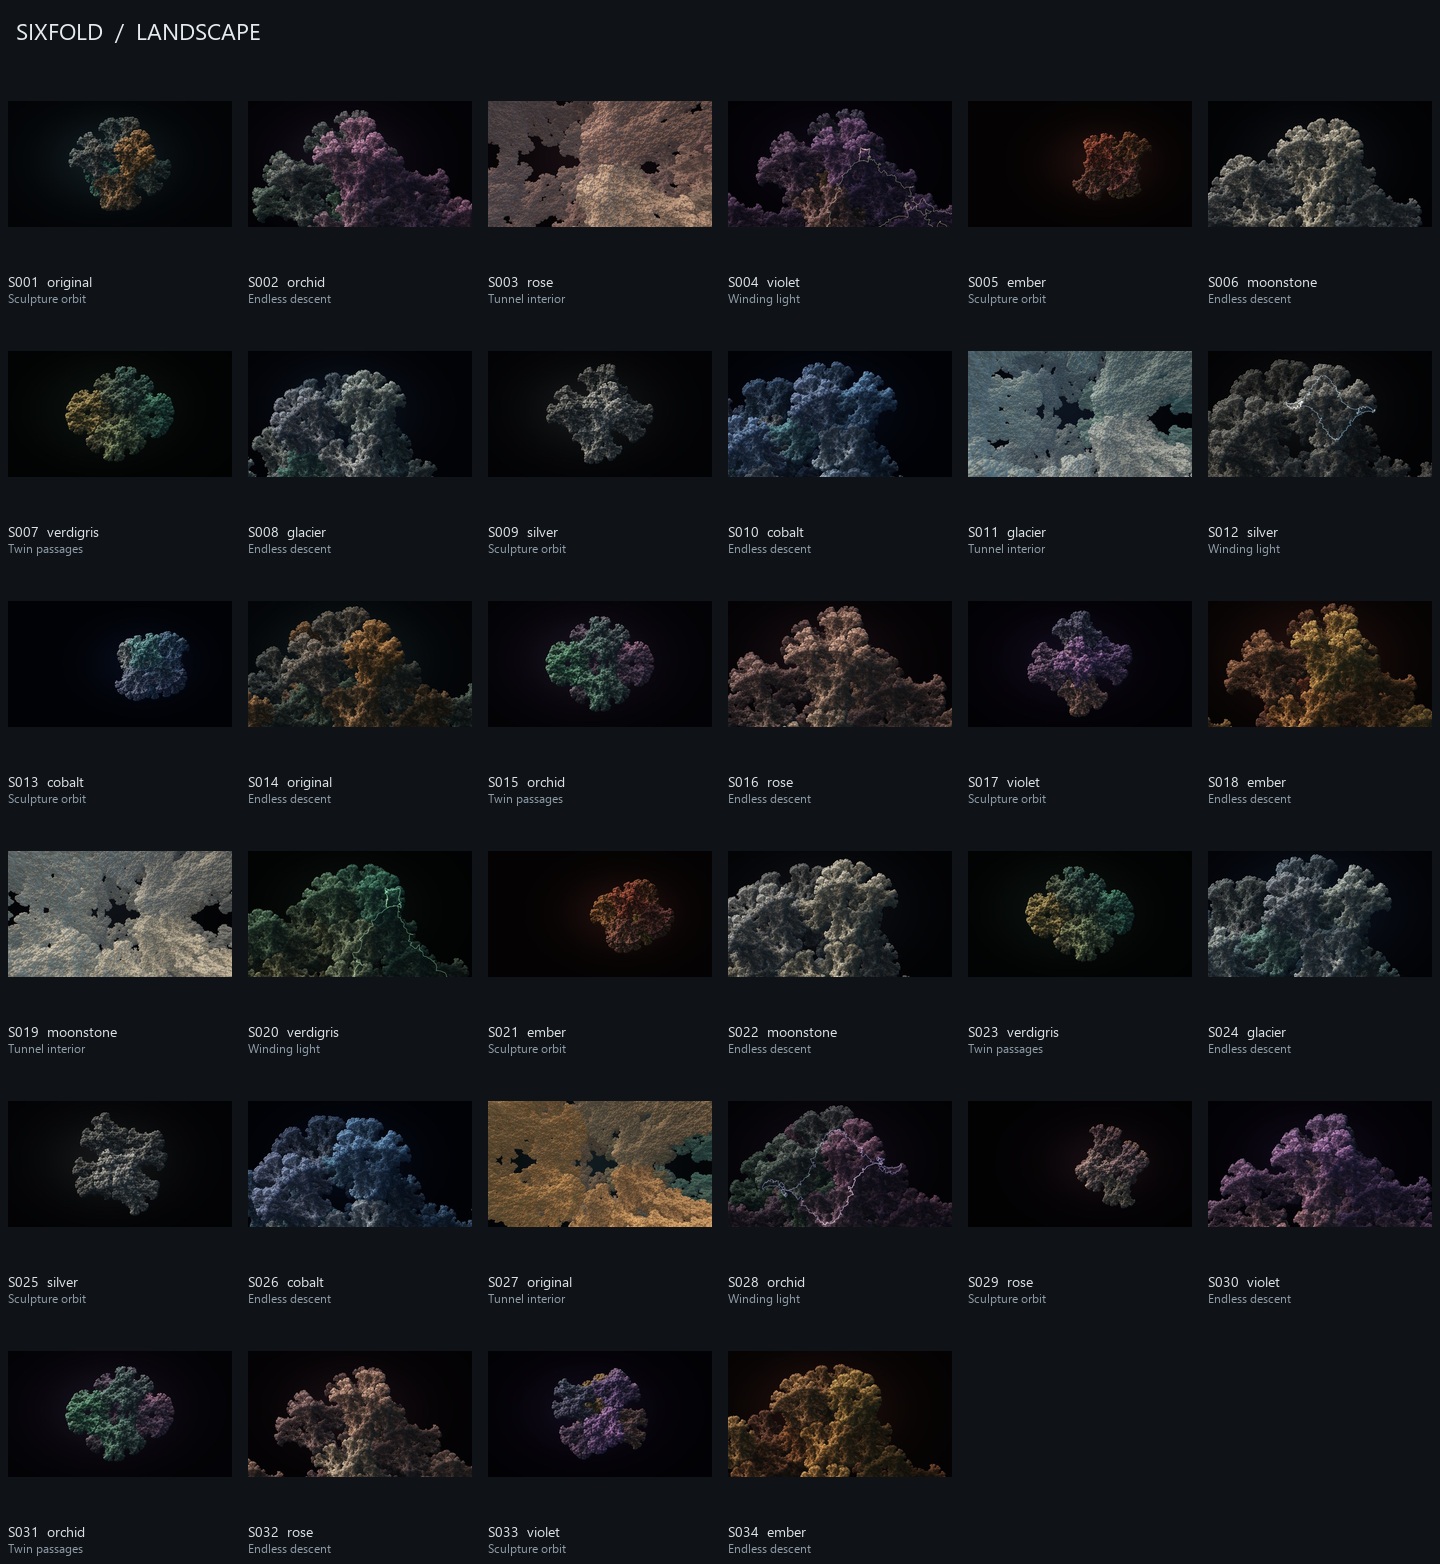 SIXFOLD / LANDSCAPE
S001 original
Sculpture orbit
S002 orchid
Endless descent
S003 rose
Tunnel interior
S004 violet
Winding light
S005 ember
Sculpture orbit
S006 moonstone
Endless descent
S007 verdigris
Twin passages
S008 glacier
Endless descent
S009 silver
Sculpture orbit
S010 cobalt
Endless descent
S011 glacier
Tunnel interior
S012 silver
Winding light
S013 cobalt
Sculpture orbit
S014 original
Endless descent
S015 orchid
Twin passages
S016 rose
Endless descent
S017 violet
Sculpture orbit
S018 ember
Endless descent
S019 moonstone
Tunnel interior
S020 verdigris
Winding light
S021 ember
Sculpture orbit
S022 moonstone
Endless descent
S023 verdigris
Twin passages
S024 glacier
Endless descent
S025 silver
Sculpture orbit
S026 cobalt
Endless descent
S027 original
Tunnel interior
S028 orchid
Winding light
S029 rose
Sculpture orbit
S030 violet
Endless descent
S031 orchid
Twin passages
S032 rose
Endless descent
S033 violet
Sculpture orbit
S034 ember
Endless descent